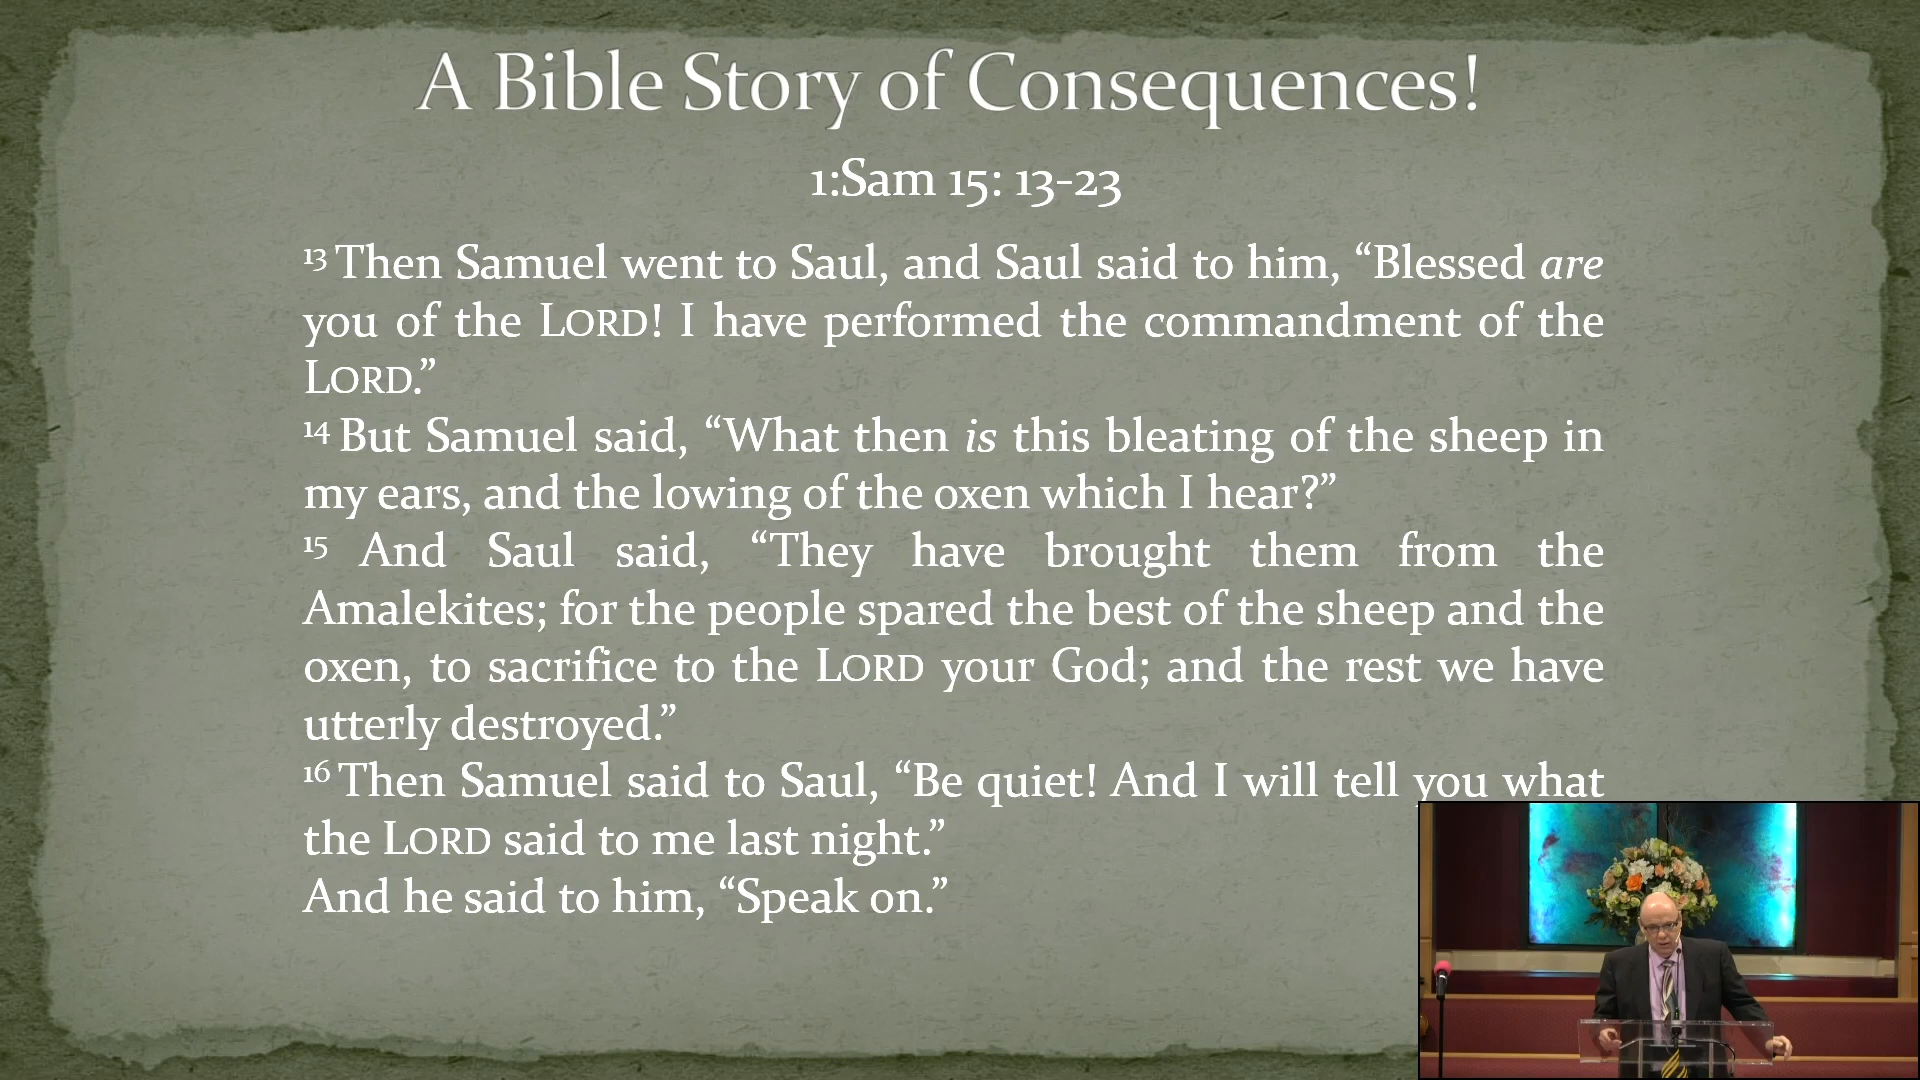 A Bible Story of Consequences!
1:Sam 15: 13-23
13 Then Samuel went to Saul, and Saul said to him, “Blessed are
you of the LORD! I have performed the commandment of the
LORD.”
14 But Samuel said, “What then is this bleating of the sheep in
my ears, and the lowing of the oxen which I hear?”
15 And Saul said, “They have brought them from the
Amalekites; for the people spared the best of the sheep and the
oxen, to sacrifice to the LORD your God; and the rest we have
utterly destroyed.”
16 Then Samuel said to Saul, “Be quiet! And I will tell you what
the LORD said to me last night.”
And he said to him, “Speak on.”